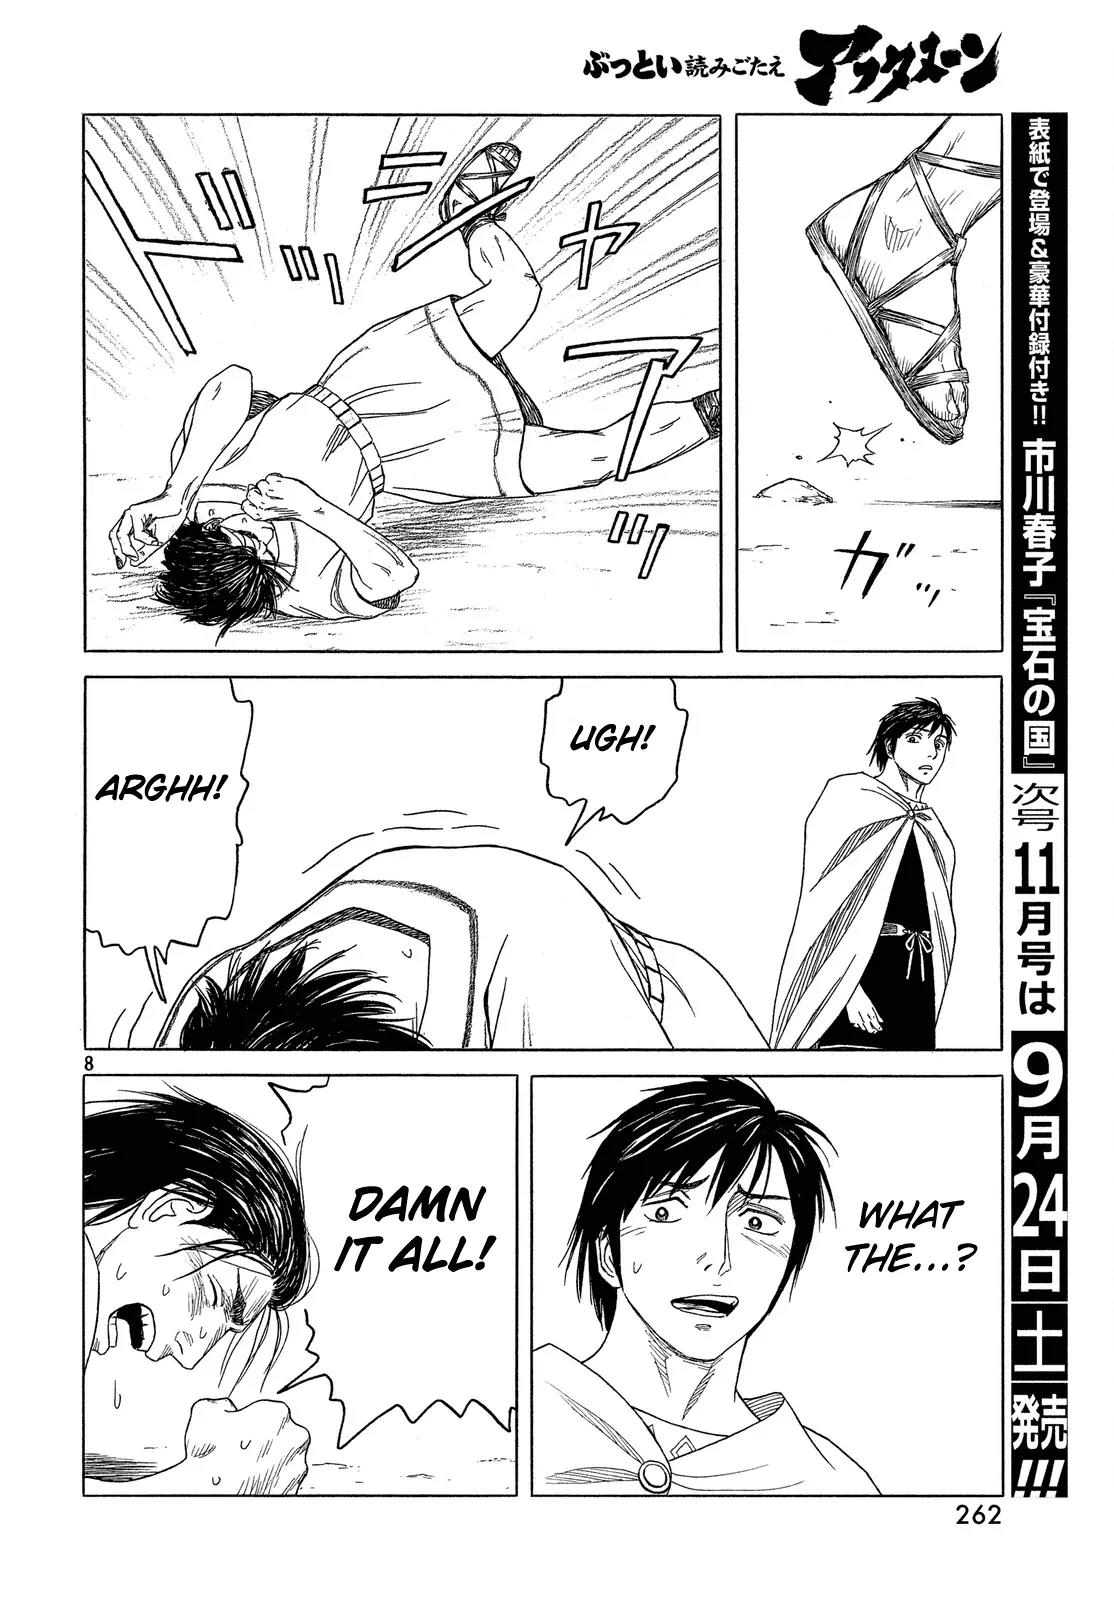 ぶっとい読みごたえ アフタヌーン
ガッ
ドシャアッ
UGH!
ARGHH!
8
WHAT
THE...?
DAMN
IT ALL!
表紙で登場&豪華付録付き!! 市川春子『宝石の国』 次号11月号は 9月24日土発売!!!
262